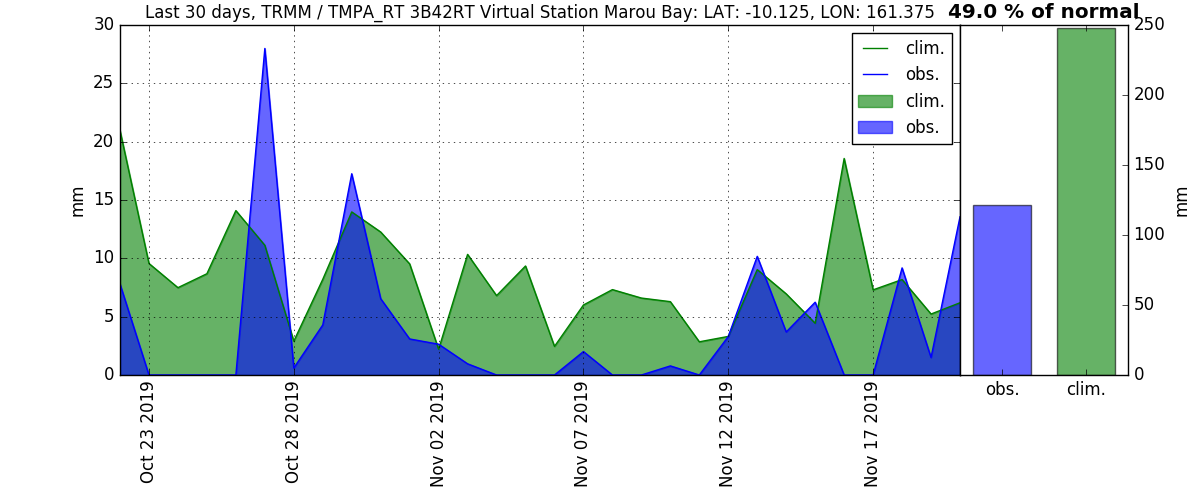 Last 30 days, TRMM / TMPA_RT 3B42RT Virtual Station Marou Bay: LAT: -10.125, LON: 161.375
49.0 % of normal
30
25
20
15
10
5
0
mm
clim.
obs.
clim.
obs.
250
200
150
100
50
0
mm
obs.
clim.
Oct 23 2019
Oct 28 2019
Nov 02 2019
Nov 07 2019
Nov 12 2019
Nov 17 2019